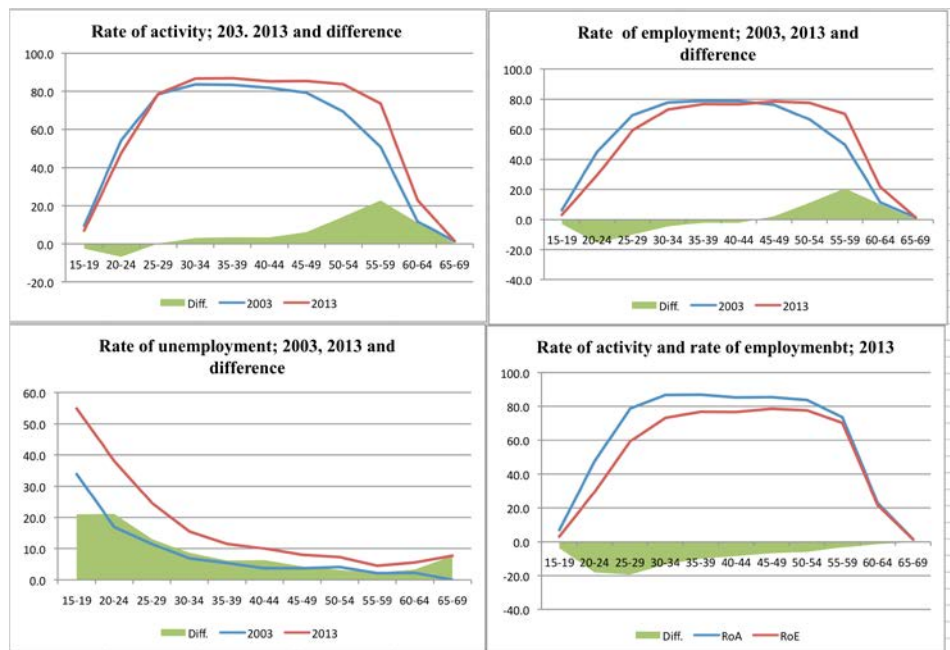 Rate of activity; 203. 2013 and difference
100.0
80.0
60.0
40.0
20.0
0.0
-20.0
15-19 20-24 25-29 30-34 35-39 40-44 45-49 50-54 55-59 60-64 65-69
Diff. 2003 2013
Rate of employment; 2003, 2013 and
difference
100.0
80.0
60.0
40.0
20.0
0.0
-20.0
-40.0
15-19 20-24 25-29 30-34 35-39 40-44 45-49 50-54 55-59 60-64 65-69
Diff. 2003 2013
Rate of unemployment; 2003, 2013 and
difference
60.0
50.0
40.0
30.0
20.0
10.0
0.0
15-19 20-24 25-29 30-34 35-39 40-44 45-49 50-54 55-59 60-64 65-69
Diff. 2003 2013
Rate of activity and rate of employmenbt; 2013
100.0
80.0
60.0
40.0
20.0
0.0
-20.0
-40.0
15-19 20-24 25-29 30-34 35-39 40-44 45-49 50-54 55-59 60-64 65-69
Diff. RoA RoE